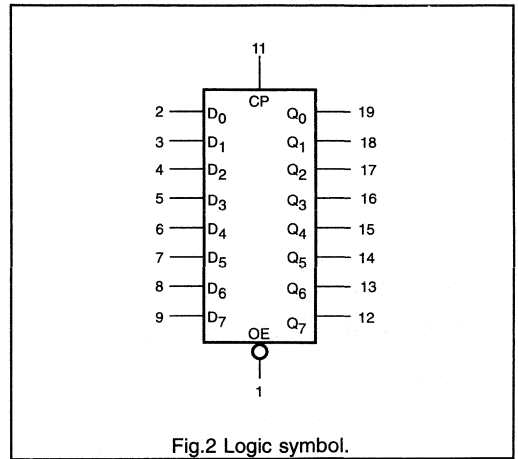 11
CP
2 D0 Q0 19
3 D1 Q1 18
4 D2 Q2 17
5 D3 Q3 16
6 D4 Q4 15
7 D5 Q5 14
8 D6 Q6 13
9 D7 Q7 12
OE
1
Fig.2 Logic symbol.